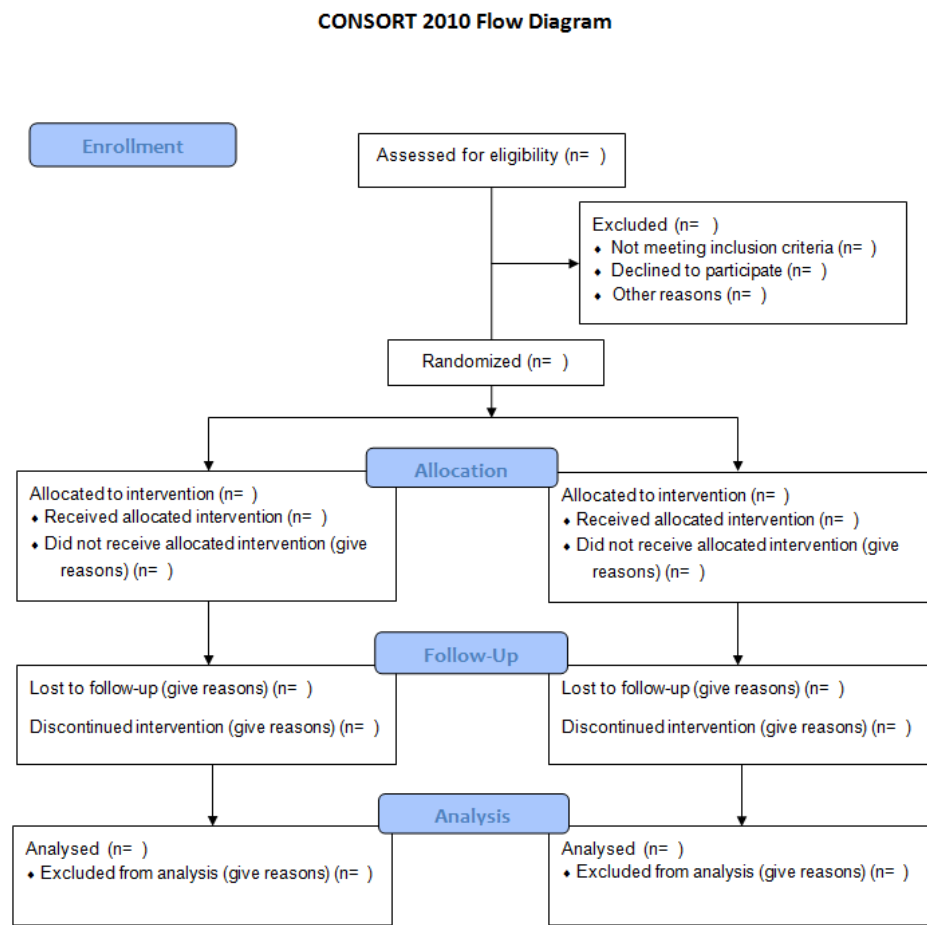 CONSORT 2010 Flow Diagram
Enrollment
Assessed for eligibility (n=  )
Excluded (n=  )
♦ Not meeting inclusion criteria (n=  )
♦ Declined to participate (n=  )
♦ Other reasons (n=  )
Randomized (n=  )
Allocation
Allocated to intervention (n=  )
♦ Received allocated intervention (n=  )
♦ Did not receive allocated intervention (give
reasons) (n=  )
Allocated to intervention (n=  )
♦ Received allocated intervention (n=  )
♦ Did not receive allocated intervention (give
reasons) (n=  )
Follow-Up
Lost to follow-up (give reasons) (n=  )
Discontinued intervention (give reasons) (n=  )
Lost to follow-up (give reasons) (n=  )
Discontinued intervention (give reasons) (n=  )
Analysis
Analysed (n=  )
♦ Excluded from analysis (give reasons) (n=  )
Analysed (n=  )
♦ Excluded from analysis (give reasons) (n=  )